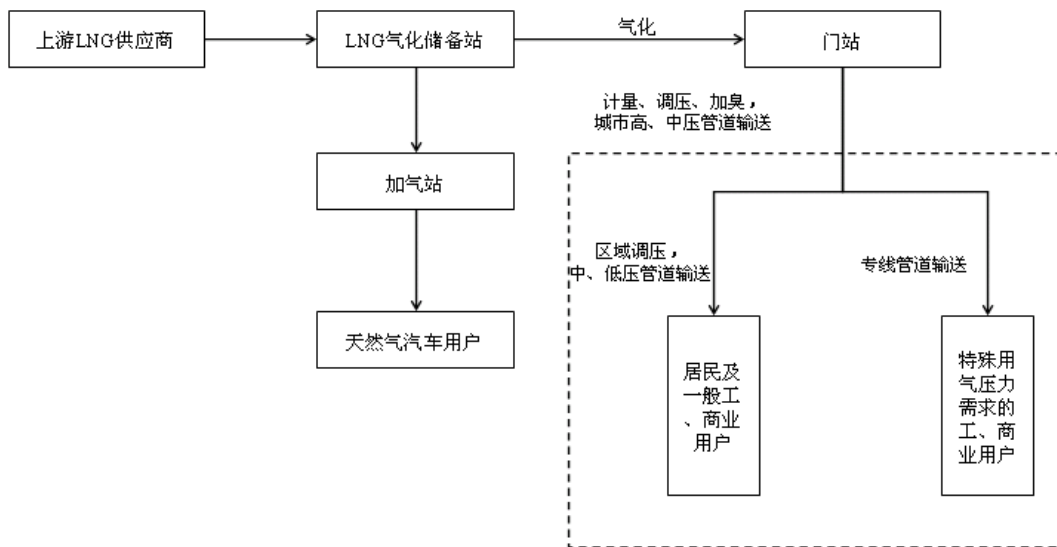 上游LNG供应商
LNG气化储备站
气化
门站
计量、调压、加臭，
城市高、中压管道输送
加气站
区域调压，
中、低压管道输送
专线管道输送
天然气汽车用户
居民及
一般工
、商业
用户
特殊用
气压力
需求的
工、商
业用户